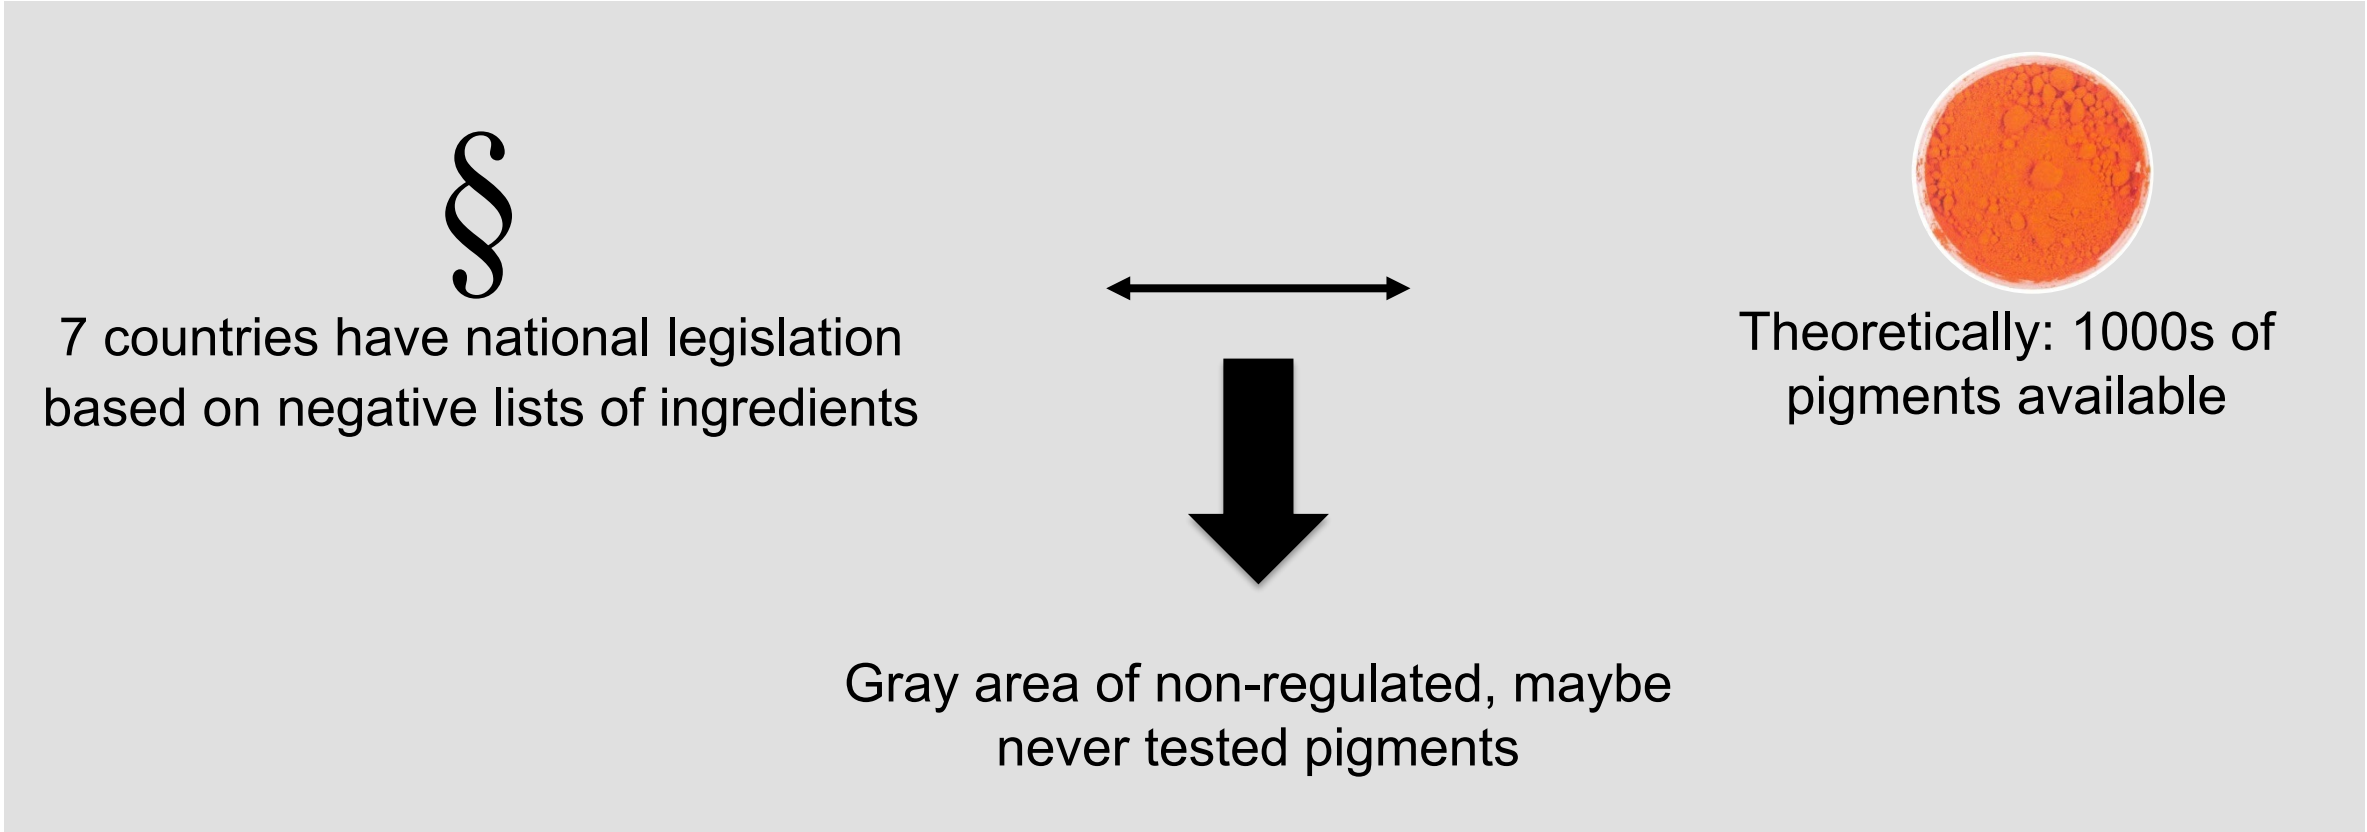 §
7 countries have national legislation
based on negative lists of ingredients
Theoretically: 1000s of
pigments available
Gray area of non-regulated, maybe
never tested pigments